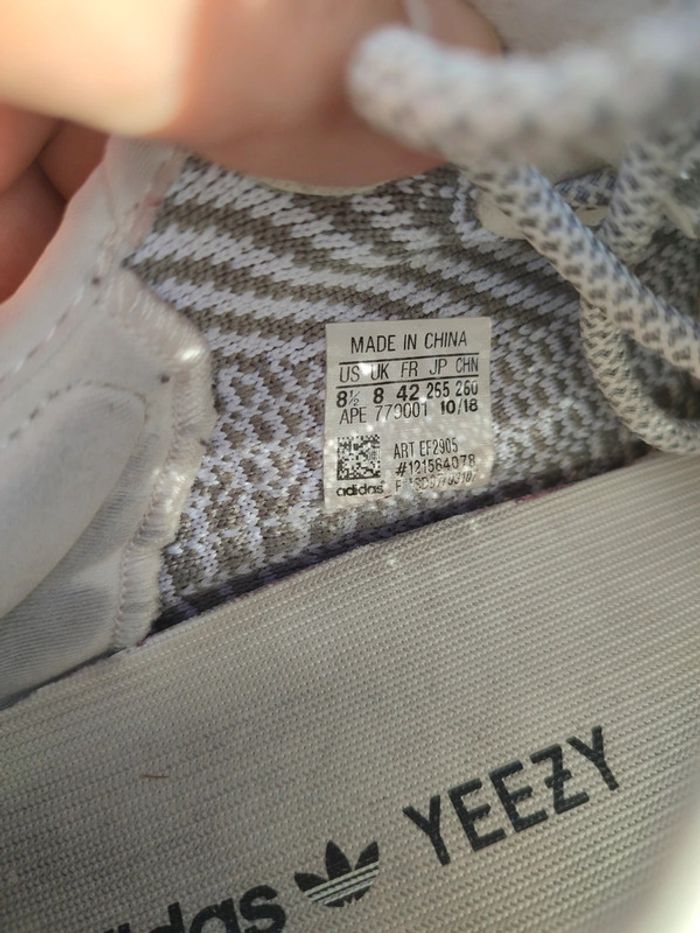 MADE IN CHINA
US UK FR JP CHN
8½ 8 42 255 260
APE 779001 10/18
ART EF2905
#121564078
adidas
adidas YEEZY